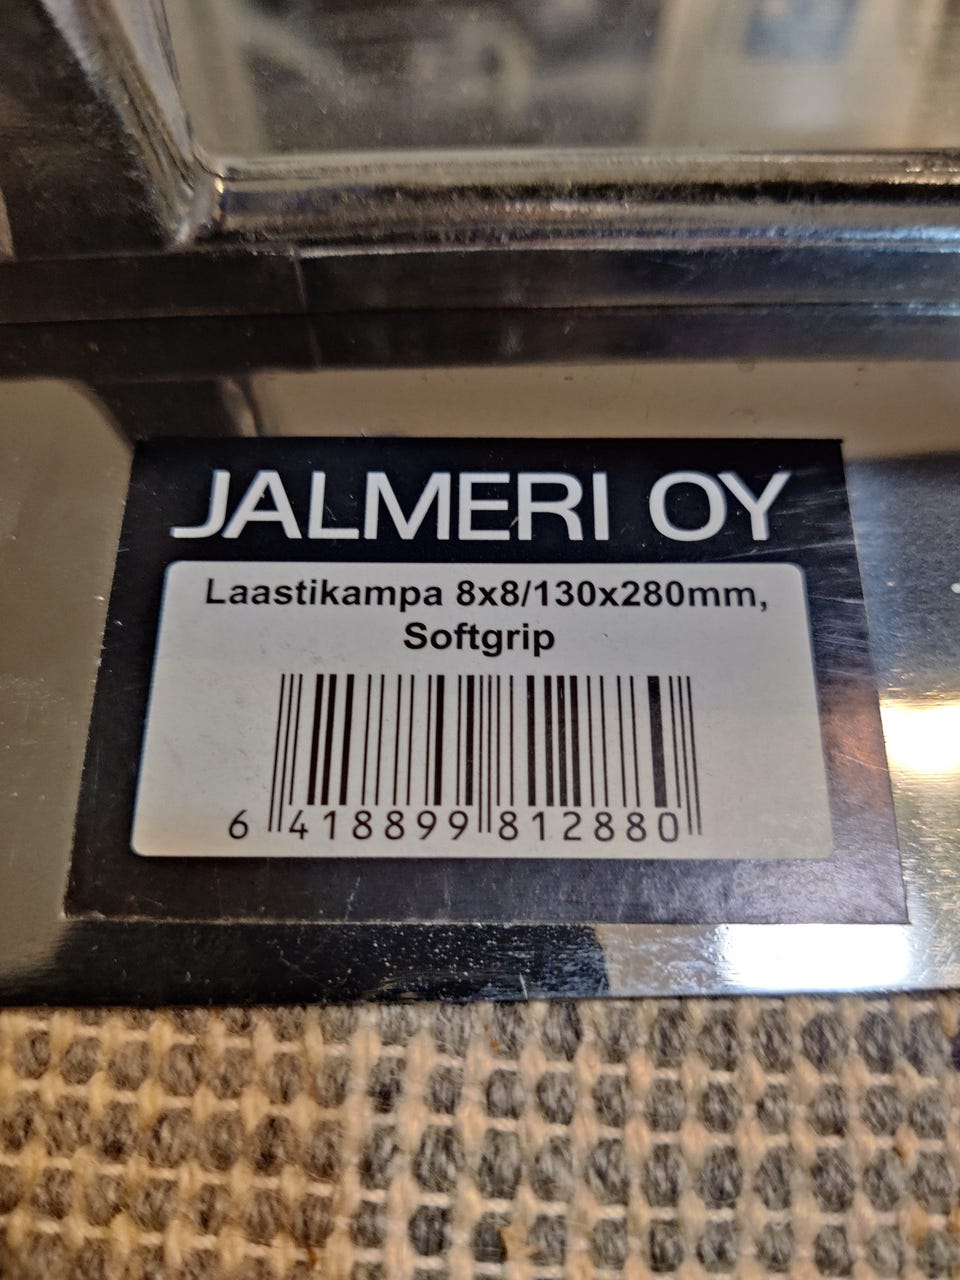 JALMERI OY
Laastikampa 8x8/130x280mm,
Softgrip
6 418899 812880